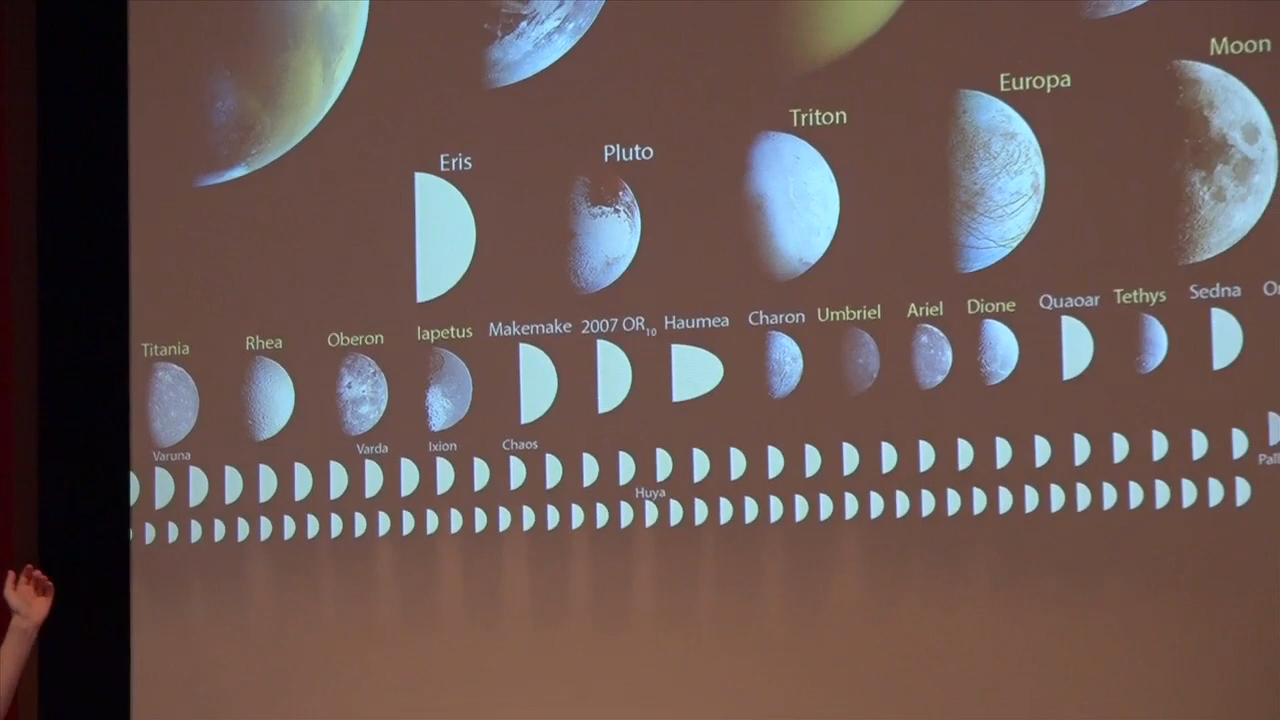 Moon
Europa
Triton
Pluto
Eris
Titania
Rhea
Oberon
Iapetus
Makemake
2007 OR10
Haumea
Charon
Umbriel
Ariel
Dione
Quaoar
Tethys
Sedna
Varuna
Varda
Ixion
Chaos
Huya